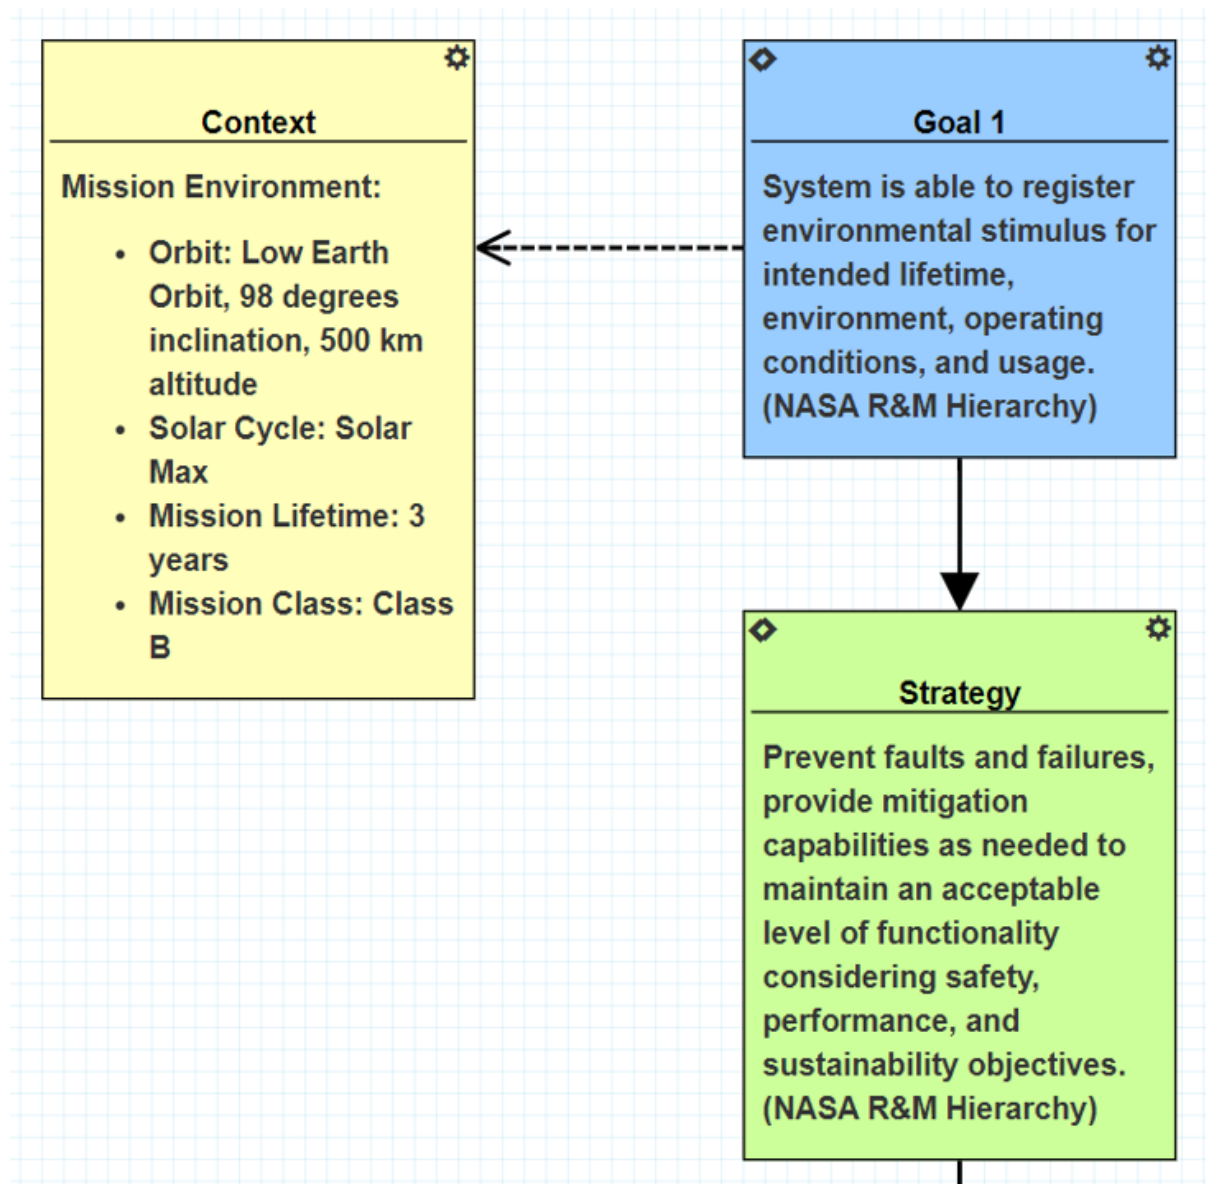 Context
Mission Environment:
• Orbit: Low Earth
Orbit, 98 degrees
inclination, 500 km
altitude
• Solar Cycle: Solar
Max
• Mission Lifetime: 3
years
• Mission Class: Class
B
Goal 1
System is able to register
environmental stimulus for
intended lifetime,
environment, operating
conditions, and usage.
(NASA R&M Hierarchy)
Strategy
Prevent faults and failures,
provide mitigation
capabilities as needed to
maintain an acceptable
level of functionality
considering safety,
performance, and
sustainability objectives.
(NASA R&M Hierarchy)